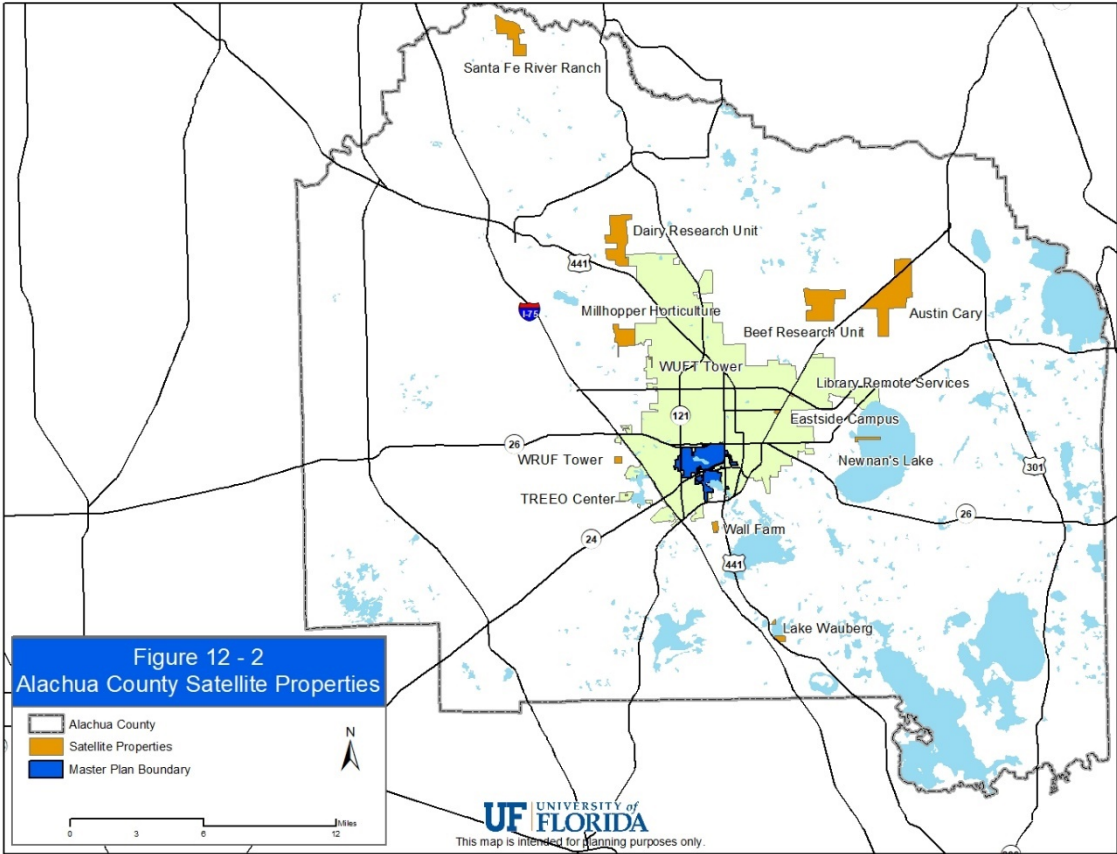 Santa Fe River Ranch
Dairy Research Unit
441
I-75
Millhopper Horticulture
Austin Cary
Beef Research Unit
WUFT Tower
Library Remote Services
121
Eastside Campus
26
WRUF Tower
Newnan's Lake
301
TREEO Center
26
Wall Farm
24
441
Lake Wauberg
Figure 12 - 2
Alachua County Satellite Properties
Alachua County
Satellite Properties
Master Plan Boundary
N
Miles
0 3 6 12
UF UNIVERSITY of
FLORIDA
This map is intended for planning purposes only.